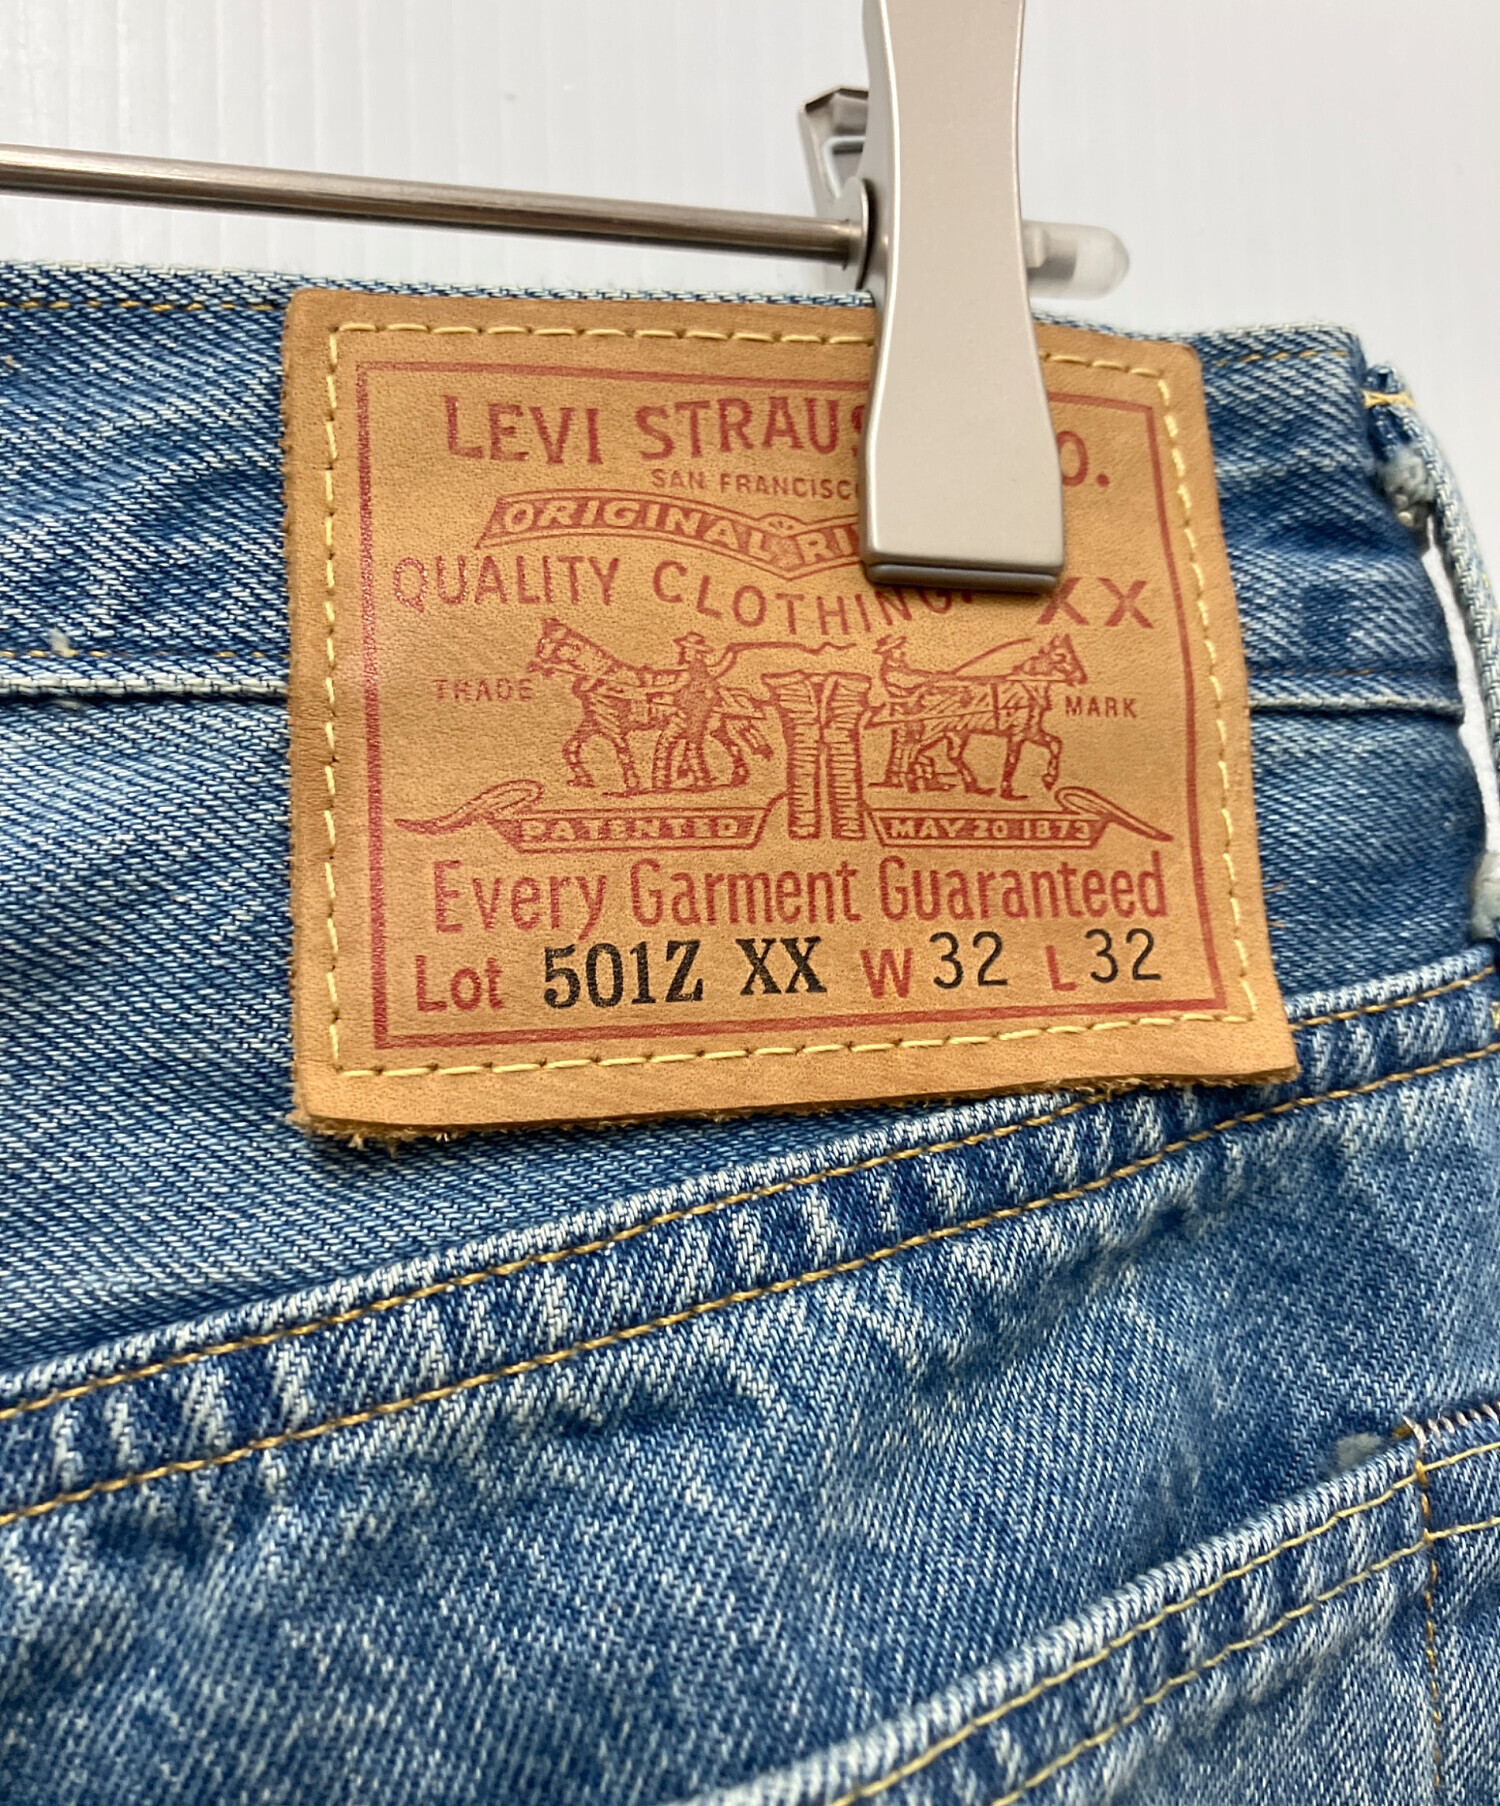 LEVI STRAUS O.
SAN FRANCISC
ORIGINAL RI
QUALITY CLOTHING XX
TRADE MARK
PATENTED MAY 20 1873
Every Garment Guaranteed
Lot 501Z XX W 32 L 32